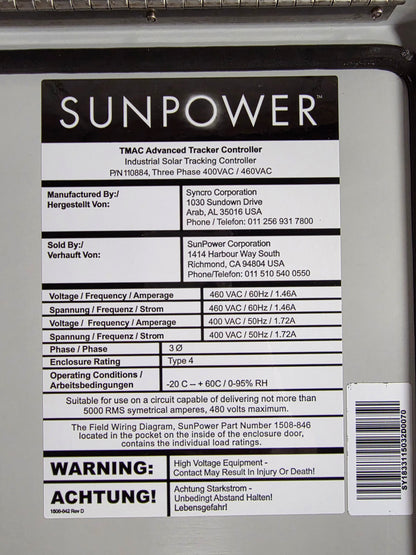 SUNPOWER™
TMAC Advanced Tracker Controller
Industrial Solar Tracking Controller
P/N 110884, Three Phase 400VAC / 460VAC
Manufactured By:/
Hergestellt Von:
Syncro Corporation
1030 Sundown Drive
Arab, AL 35016 USA
Phone / Telefon: 011 256 931 7800
Sold By:/
Verhauft Von:
SunPower Corporation
1414 Harbour Way South
Richmond, CA 94804 USA
Phone/Telefon: 011 510 540 0550
Voltage / Frequency / Amperage 460 VAC / 60Hz / 1.46A
Spannung / Frequenz / Strom 460 VAC / 60Hz / 1.46A
Voltage / Frequency / Amperage 400 VAC / 50Hz / 1.72A
Spannung / Frequenz / Strom 400 VAC / 50Hz / 1.72A
Phase / Phase 3 Ø
Enclosure Rating Type 4
Operating Conditions /
Arbeitsbedingungen
-20 C -- + 60C / 0-95% RH
Suitable for use on a circuit capable of delivering not more than
5000 RMS symetrical amperes, 480 volts maximum.
The Field Wiring Diagram, SunPower Part Number 1508-846
located in the pocket on the inside of the enclosure door,
contains the individual load ratings.
WARNING:
High Voltage Equipment -
Contact May Result In Injury Or Death!
ACHTUNG!
Achtung Starkstrom -
Unbedingt Abstand Halten!
Lebensgefahr!
1508-842 Rev D
SY1833115032D0070